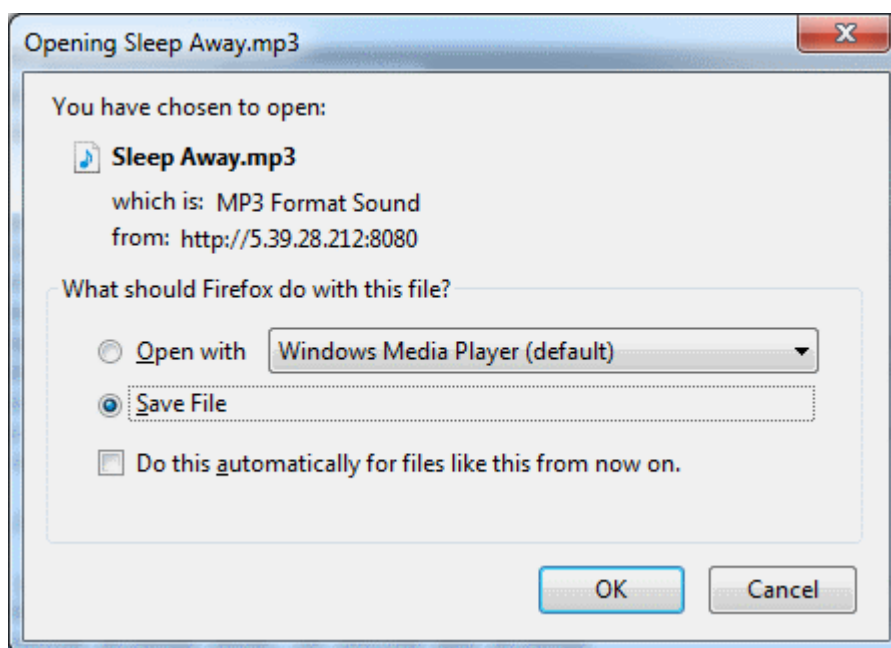 Opening Sleep Away.mp3
You have chosen to open:
Sleep Away.mp3
which is: MP3 Format Sound
from: http://5.39.28.212:8080
What should Firefox do with this file?
Open with Windows Media Player (default)
Save File
Do this automatically for files like this from now on.
OK Cancel